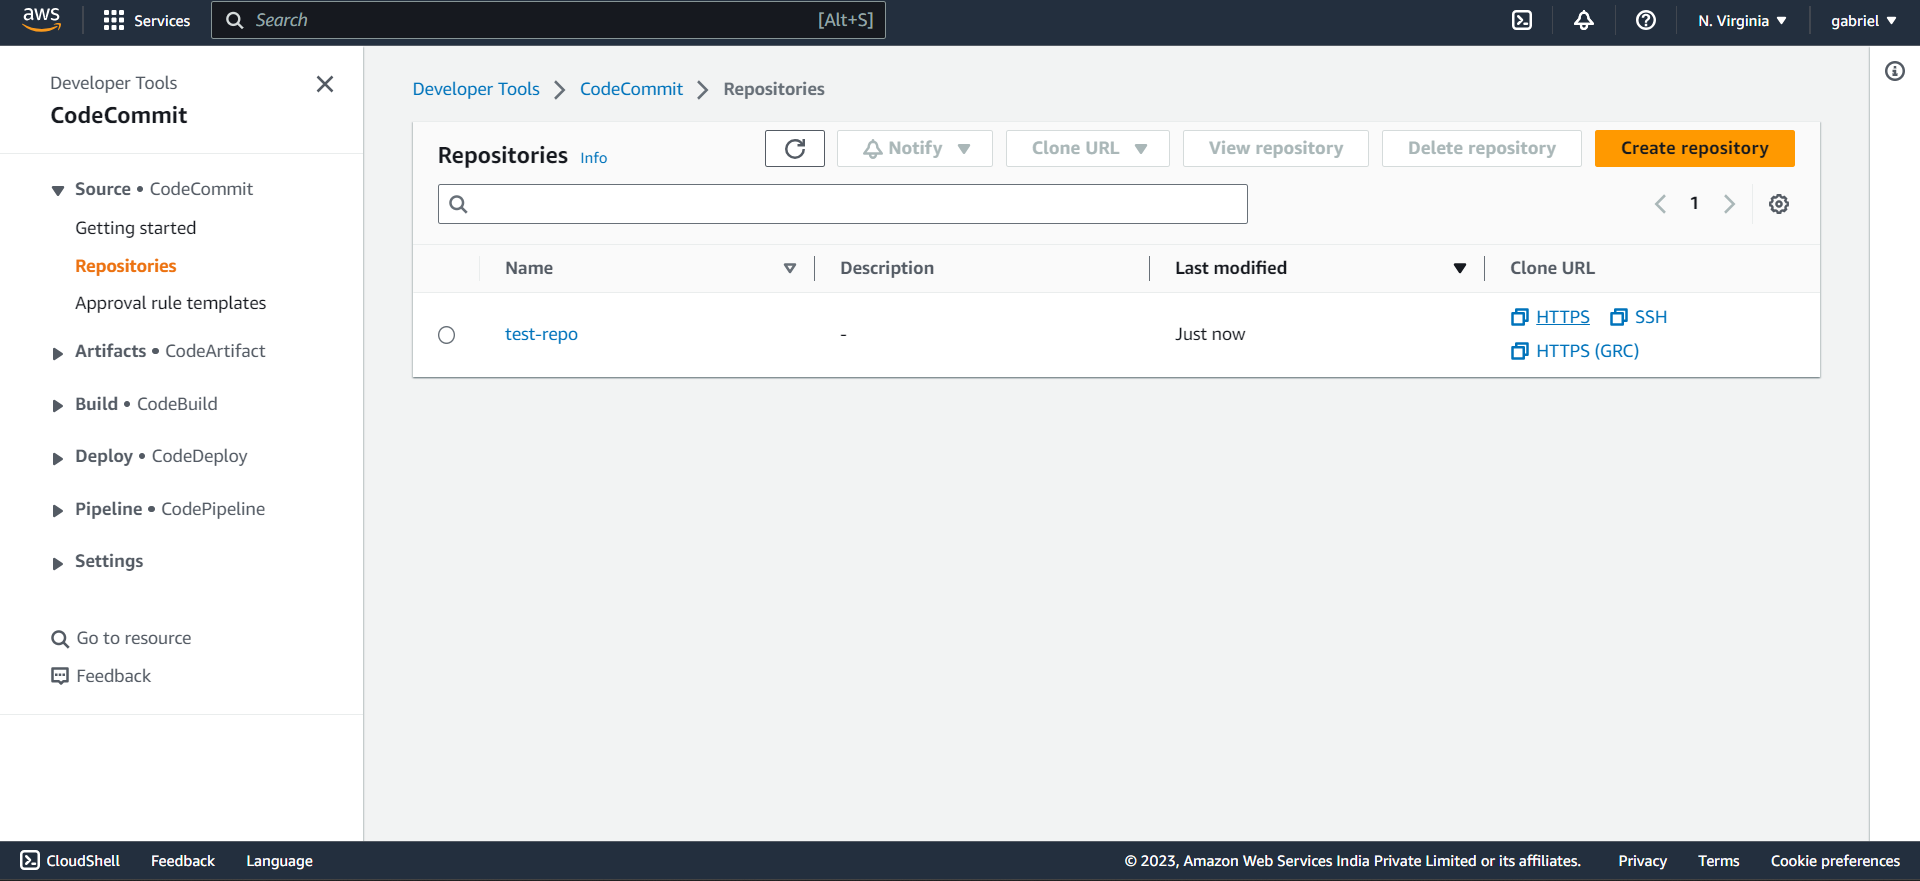 aws Services Search [Alt+S] N. Virginia gabriel
Developer Tools
CodeCommit
Source • CodeCommit
Getting started
Repositories
Approval rule templates
Artifacts • CodeArtifact
Build • CodeBuild
Deploy • CodeDeploy
Pipeline • CodePipeline
Settings
Go to resource
Feedback
Developer Tools CodeCommit Repositories
Repositories Info Notify Clone URL View repository Delete repository Create repository
1
Name Description Last modified Clone URL
test-repo - Just now HTTPS SSH
HTTPS (GRC)
CloudShell Feedback Language © 2023, Amazon Web Services India Private Limited or its affiliates. Privacy Terms Cookie preferences